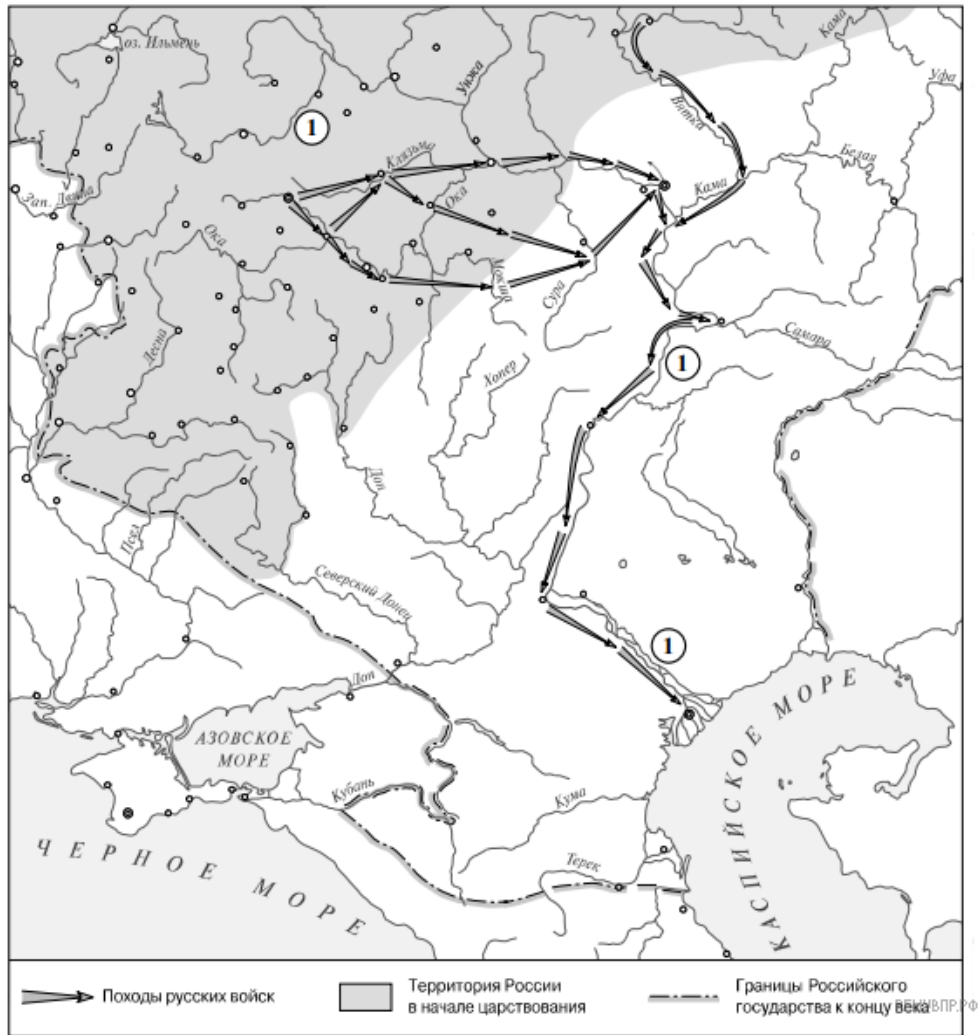 оз. Ильмень
Унжа
Кама
Уфа
Вятка
1
Клязьма
Белая
Зап. Двина
Ока
Кама
Ока
Мокша
Сура
Десна
Самара
Хопер
1
Дон
Псел
Северский Донец
1
Дон
АЗОВСКОЕ
МОРЕ
Кубань
Кума
КАСПИЙСКОЕ МОРЕ
ЧЕРНОЕ МОРЕ
Терек
Походы русских войск
Территория России
в начале царствования
Границы Российского
государства к концу века